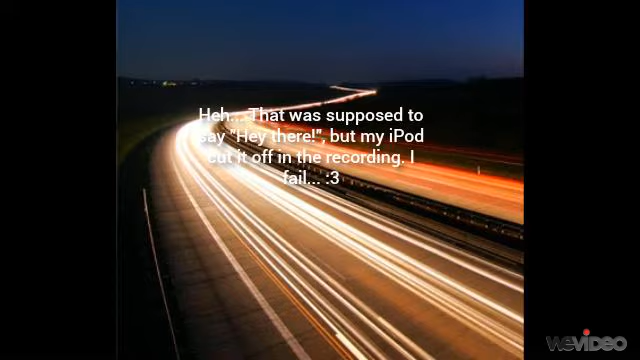 Heh... That was supposed to
say "Hey there!", but my iPod
cut it off in the recording. I
fail... :3
WEVIDEO